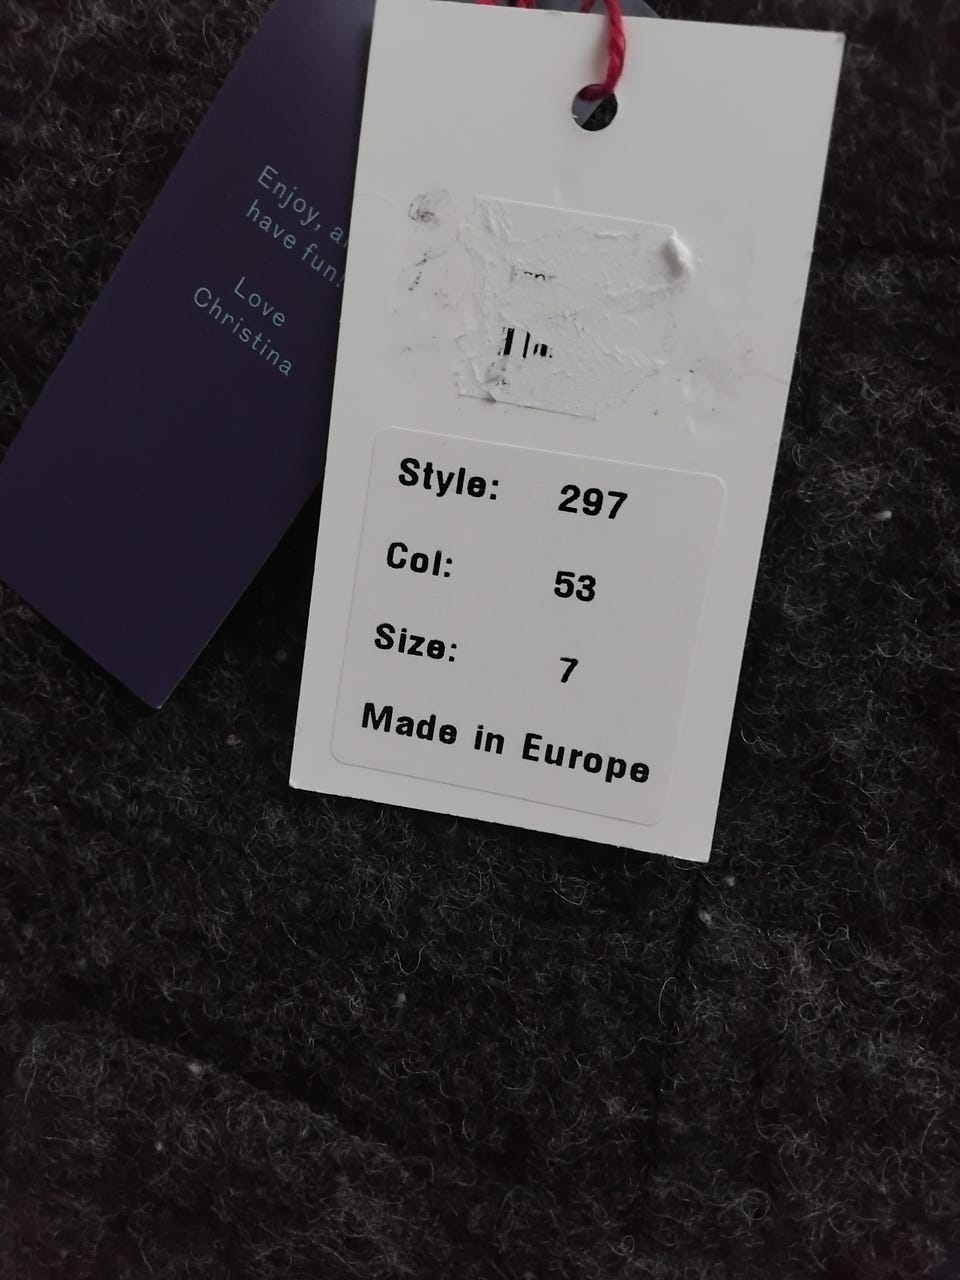 Enjoy,
have fun!
Love
Christina
Style: 297
Col: 53
Size: 7
Made in Europe